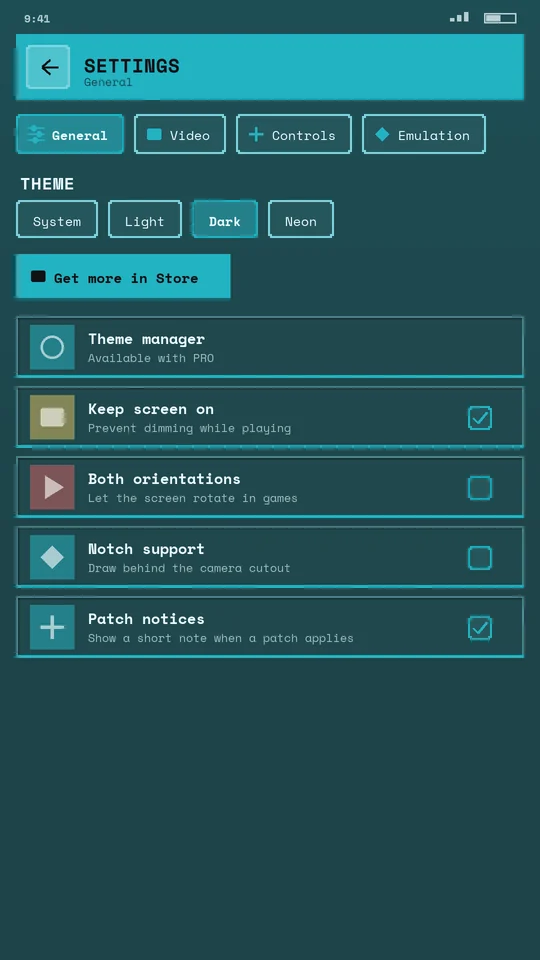 9:41
SETTINGS
General
General
Video
Controls
Emulation
THEME
System
Light
Dark
Neon
Get more in Store
Theme manager
Available with PRO
Keep screen on
Prevent dimming while playing
Both orientations
Let the screen rotate in games
Notch support
Draw behind the camera cutout
Patch notices
Show a short note when a patch applies